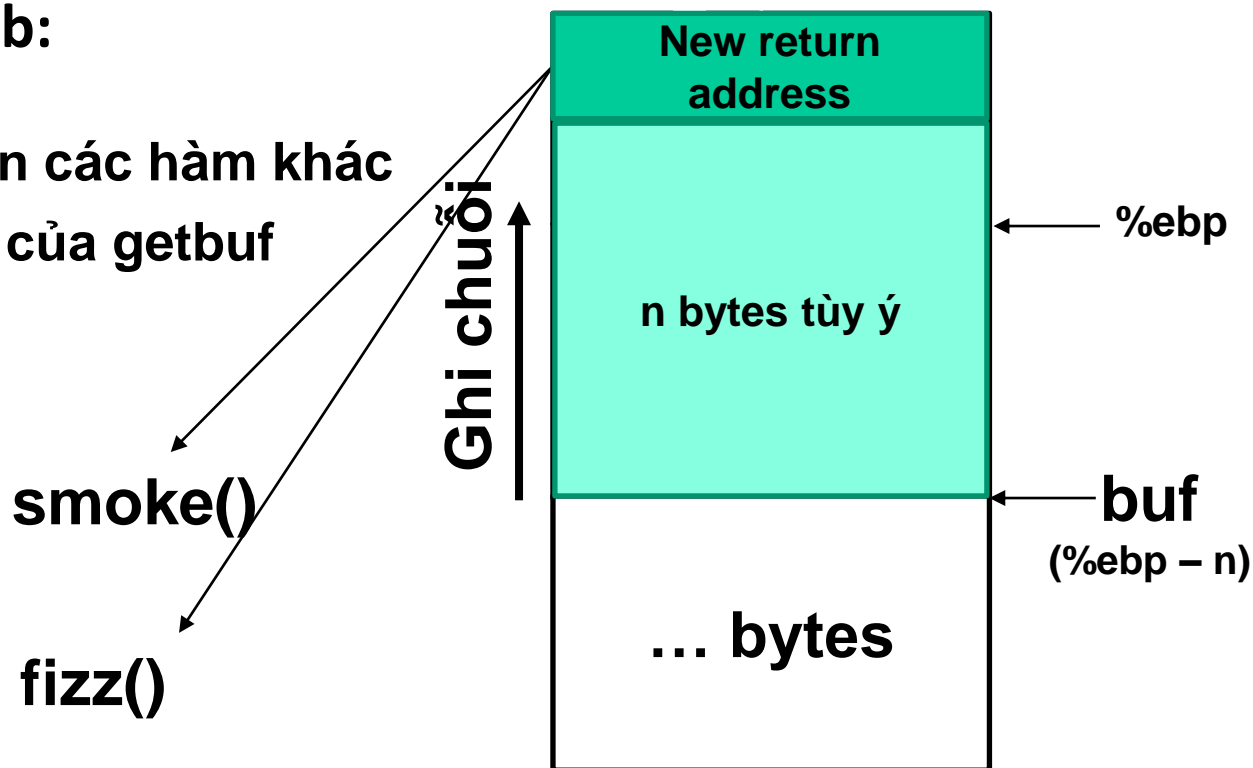 b:
n các hàm khác
của getbuf
New return
address
Ghi chuỗi
n bytes tùy ý
%ebp
buf
(%ebp – n)
smoke()
fizz()
... bytes